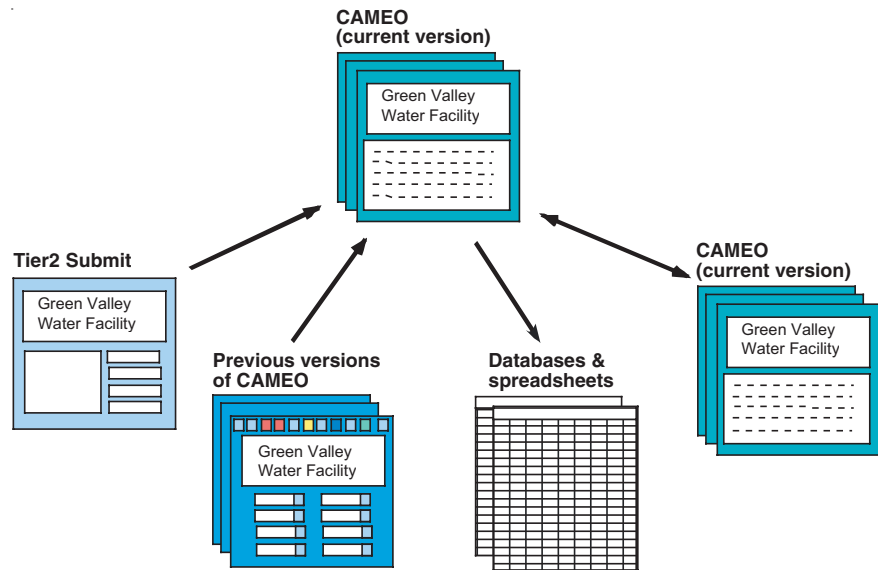 CAMEO
(current version)
Green Valley
Water Facility
Tier2 Submit
Green Valley
Water Facility
Previous versions
of CAMEO
Green Valley
Water Facility
Databases &
spreadsheets
CAMEO
(current version)
Green Valley
Water Facility